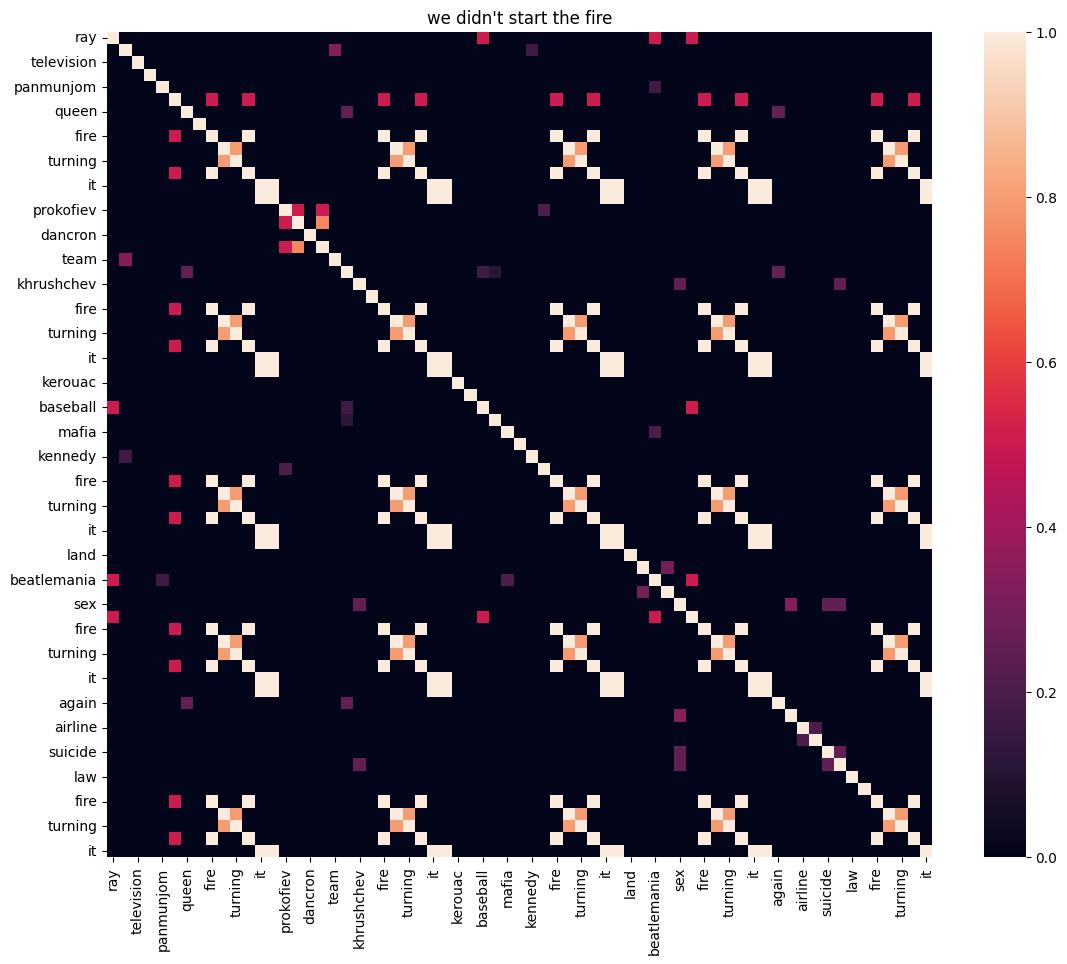 we didn't start the fire
ray
television
panmunjom
queen
fire
turning
it
prokofiev
dancron
team
khrushchev
fire
turning
it
kerouac
baseball
mafia
kennedy
fire
turning
it
land
beatlemania
sex
fire
turning
it
again
airline
suicide
law
fire
turning
it
1.0
0.8
0.6
0.4
0.2
0.0
ray
television
panmunjom
queen
fire
turning
it
prokofiev
dancron
team
khrushchev
fire
turning
it
kerouac
baseball
mafia
kennedy
fire
turning
it
land
beatlemania
sex
fire
turning
it
again
airline
suicide
law
fire
turning
it